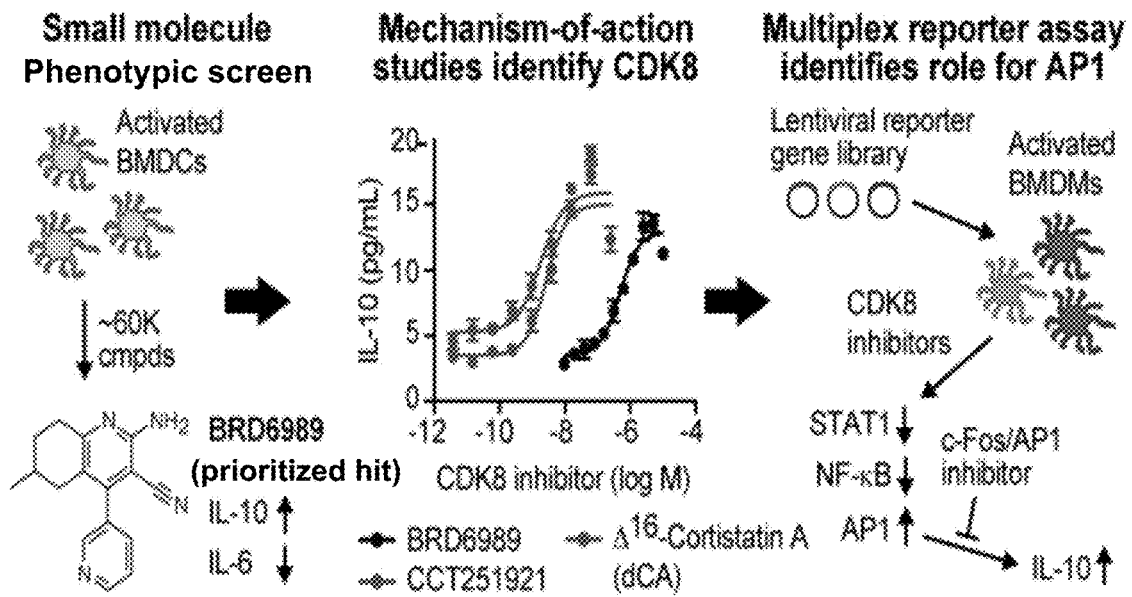 Small molecule
Phenotypic screen
Activated
BMDCs
~60K
cmpds
N
NH2
N
N
BRD6989
(prioritized hit)
IL-10
IL-6
Mechanism-of-action
studies identify CDK8
IL-10 (pg/mL)
20
15
10
5
0
-12 -10 -8 -6 -4
CDK8 inhibitor (log M)
BRD6989
CCT251921
Δ16-Cortistatin A
(dCA)
Multiplex reporter assay
identifies role for AP1
Lentiviral reporter
gene library
Activated
BMDMs
CDK8
inhibitors
STAT1
NF-κB
AP1
c-Fos/AP1
inhibitor
IL-10